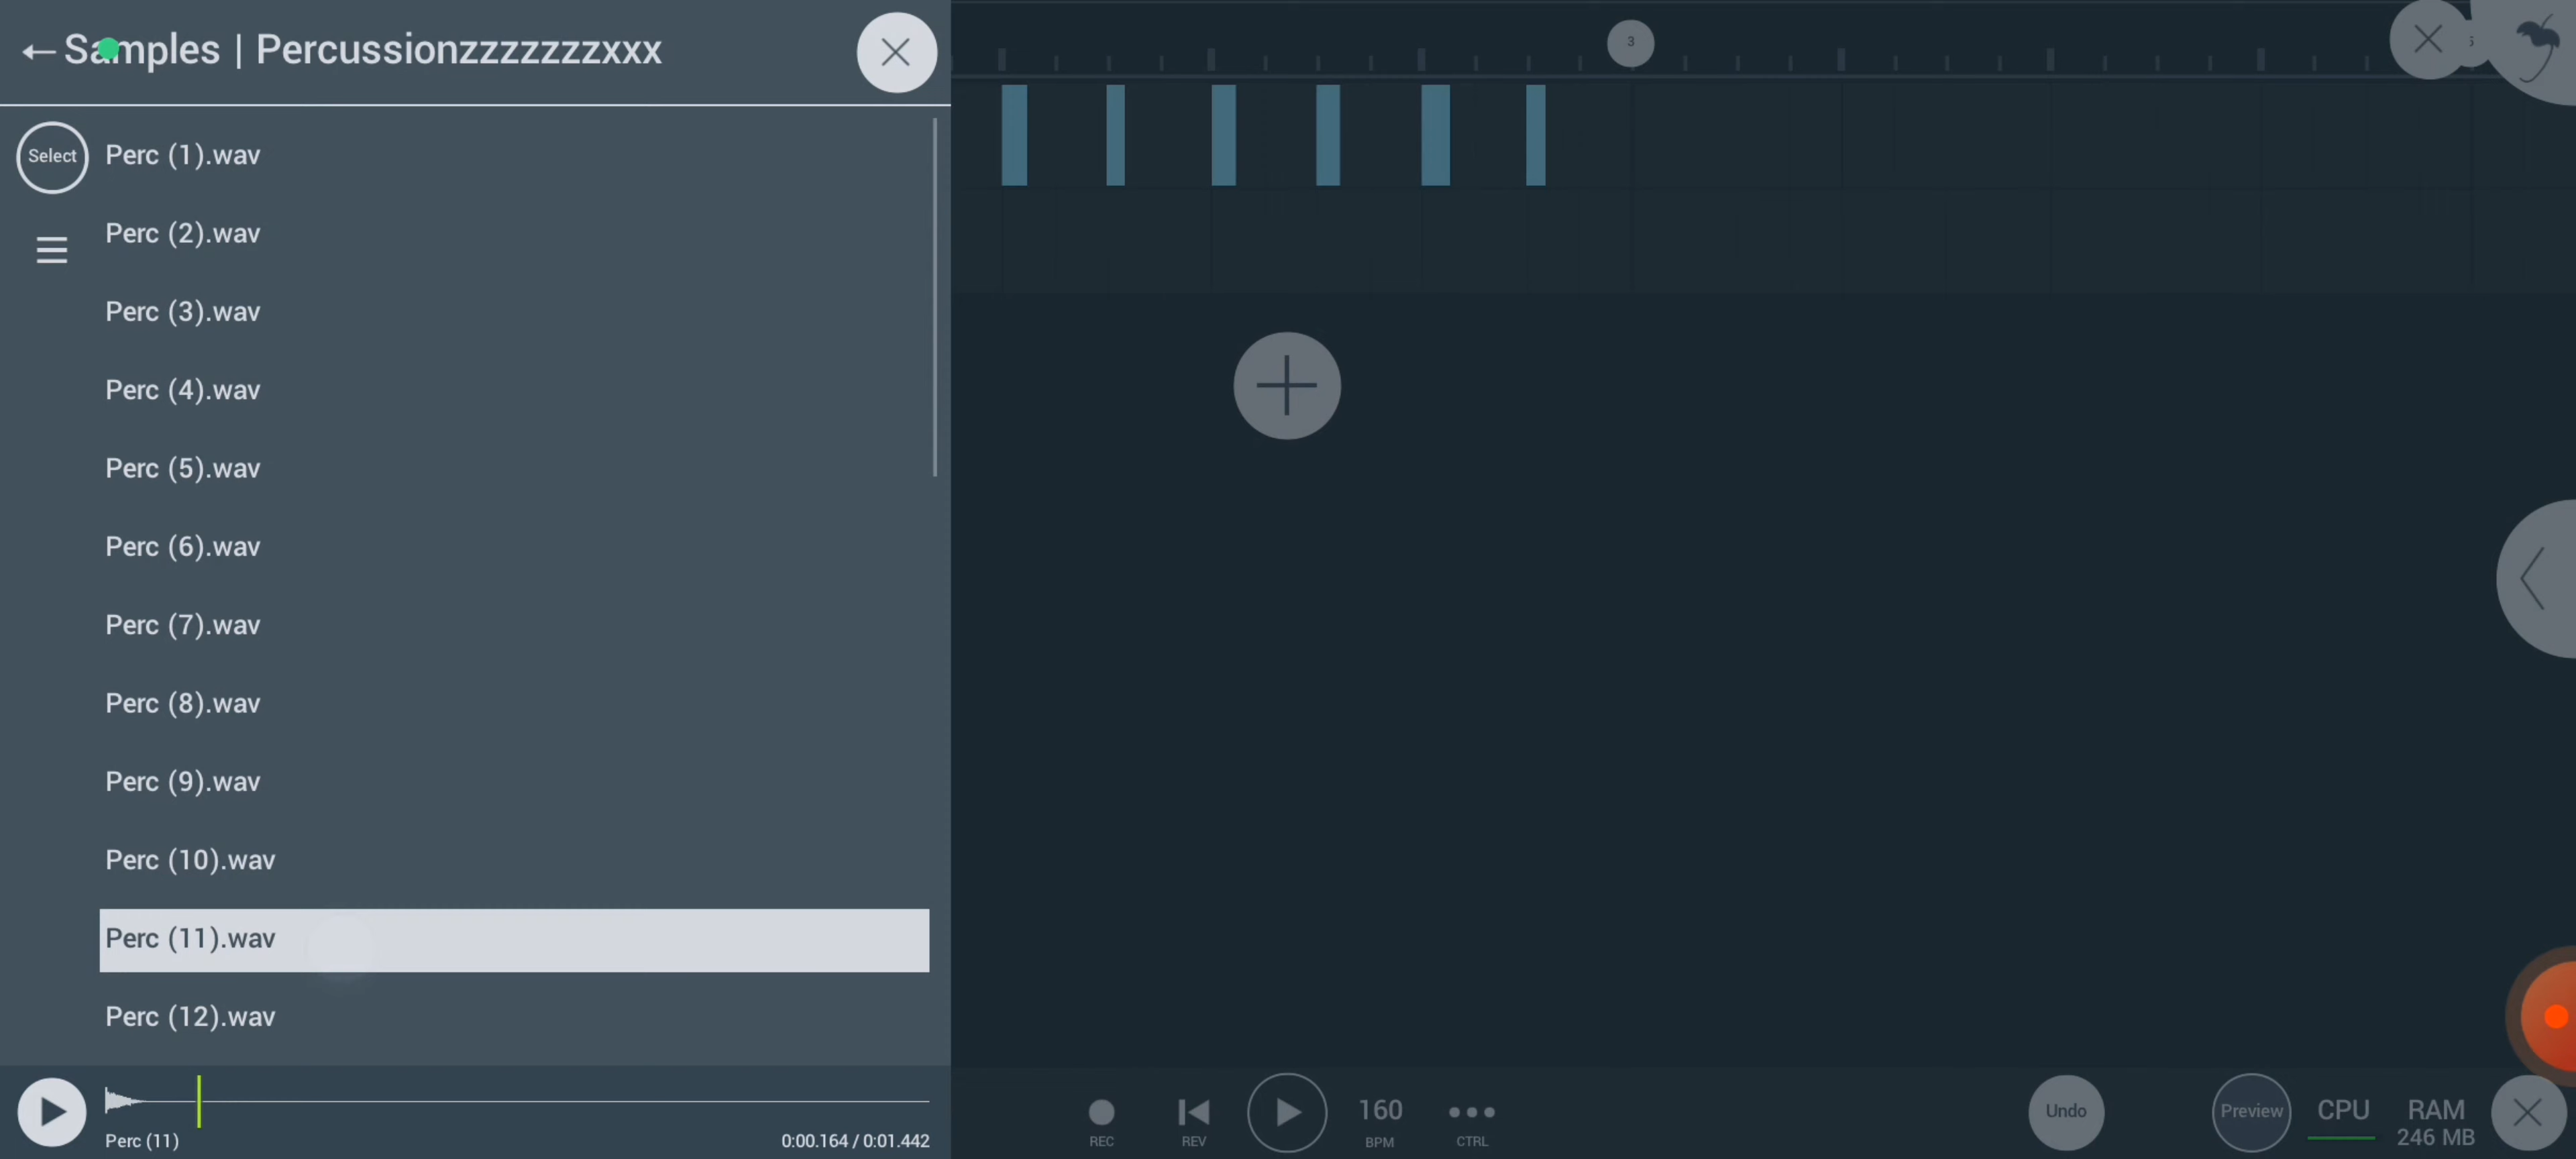 Samples | Percussionzzzzzzzxxx
Select
Perc (1).wav
Perc (2).wav
Perc (3).wav
Perc (4).wav
Perc (5).wav
Perc (6).wav
Perc (7).wav
Perc (8).wav
Perc (9).wav
Perc (10).wav
Perc (11).wav
Perc (12).wav
Perc (11)
0:00.164 / 0:01.442
3
5
REC
REV
160
BPM
CTRL
Undo
Preview
CPU
RAM
246 MB